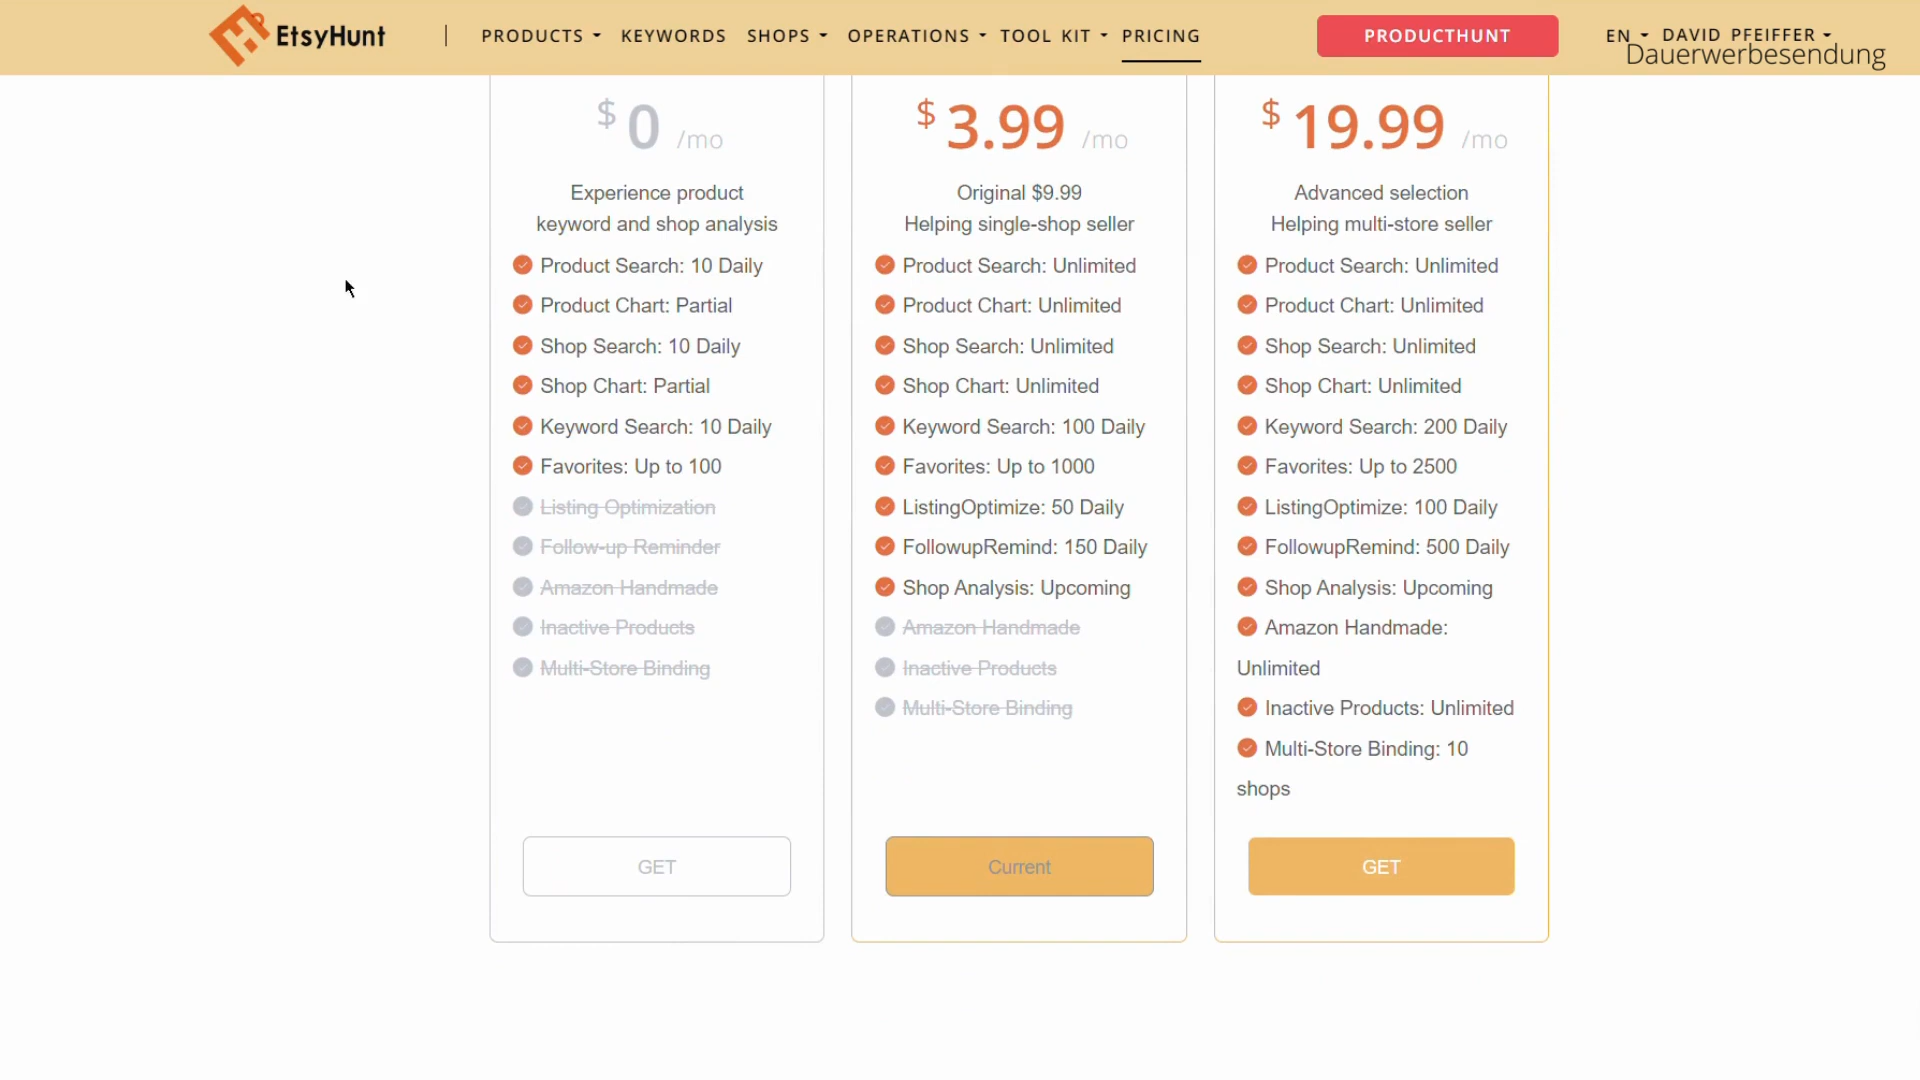 EtsyHunt | PRODUCTS KEYWORDS SHOPS OPERATIONS TOOL KIT PRICING PRODUCTHUNT EN DAVID PFEIFFER
Dauerwerbesendung
$ 0 /mo
Experience product
keyword and shop analysis
Product Search: 10 Daily
Product Chart: Partial
Shop Search: 10 Daily
Shop Chart: Partial
Keyword Search: 10 Daily
Favorites: Up to 100
Listing Optimization
Follow-up Reminder
Amazon Handmade
Inactive Products
Multi-Store Binding
GET
$ 3.99 /mo
Original $9.99
Helping single-shop seller
Product Search: Unlimited
Product Chart: Unlimited
Shop Search: Unlimited
Shop Chart: Unlimited
Keyword Search: 100 Daily
Favorites: Up to 1000
ListingOptimize: 50 Daily
FollowupRemind: 150 Daily
Shop Analysis: Upcoming
Amazon Handmade
Inactive Products
Multi-Store Binding
Current
$ 19.99 /mo
Advanced selection
Helping multi-store seller
Product Search: Unlimited
Product Chart: Unlimited
Shop Search: Unlimited
Shop Chart: Unlimited
Keyword Search: 200 Daily
Favorites: Up to 2500
ListingOptimize: 100 Daily
FollowupRemind: 500 Daily
Shop Analysis: Upcoming
Amazon Handmade:
Unlimited
Inactive Products: Unlimited
Multi-Store Binding: 10
shops
GET